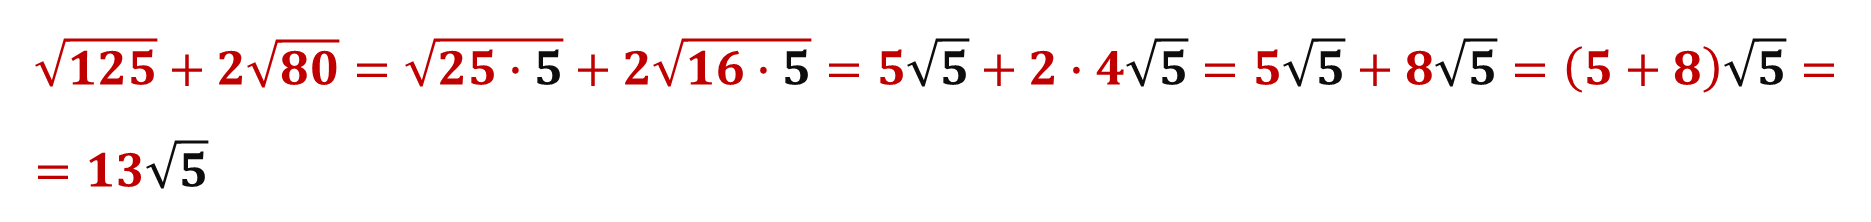 √125 + 2√80 = √25 · 5 + 2√16 · 5 = 5√5 + 2 · 4√5 = 5√5 + 8√5 = (5 + 8)√5 =
= 13√5